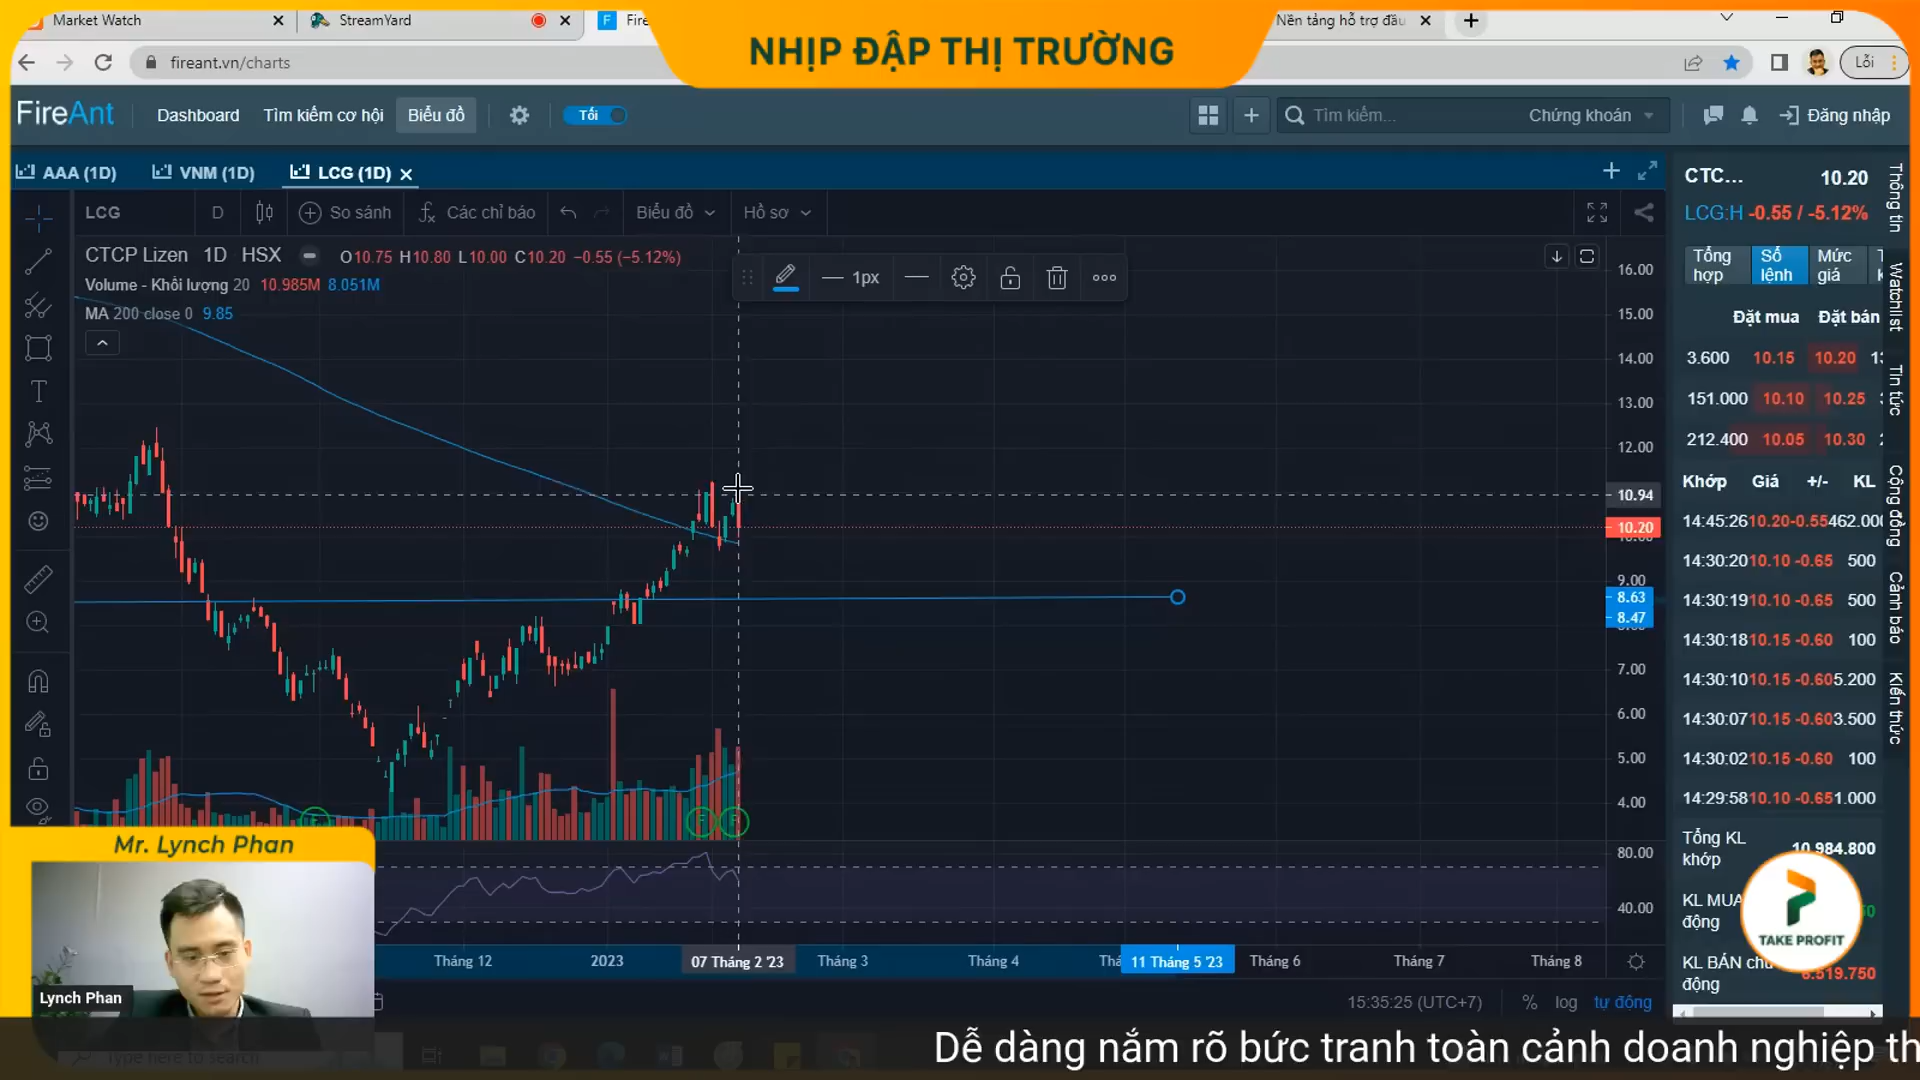 Market Watch
StreamYard
Fire
Nền tảng hỗ trợ đầu
NHỊP ĐẬP THỊ TRƯỜNG
fireant.vn/charts
Lỗi
FireAnt
Dashboard
Tìm kiếm cơ hội
Biểu đồ
Tối
Tìm kiếm...
Chứng khoán
Đăng nhập
AAA (1D)
VNM (1D)
LCG (1D)
LCG
D
So sánh
Các chỉ báo
Biểu đồ
Hồ sơ
CTCP Lizen 1D HSX
O10.75 H10.80 L10.00 C10.20 −0.55 (−5.12%)
Volume - Khối lượng 20 10.985M 8.051M
MA 200 close 0 9.85
1px
16.00
15.00
14.00
13.00
12.00
10.94
10.20
9.00
8.63
8.47
7.00
6.00
5.00
4.00
80.00
40.00
Tháng 12
2023
07 Tháng 2 '23
Tháng 3
Tháng 4
11 Tháng 5 '23
Tháng 6
Tháng 7
Tháng 8
15:35:25 (UTC+7)
%
log
tự động
CTC... 10.20
LCG:H -0.55 / -5.12%
Tổng hợp
Sổ lệnh
Mức giá
Đặt mua Đặt bán
3.600 10.15 10.20
151.000 10.10 10.25
212.400 10.05 10.30
Khớp Giá +/- KL
14:45:26 10.20 -0.55 462.000
14:30:20 10.10 -0.65 500
14:30:19 10.10 -0.65 500
14:30:18 10.15 -0.60 100
14:30:10 10.15 -0.60 5.200
14:30:07 10.15 -0.60 3.500
14:30:02 10.15 -0.60 100
14:29:58 10.10 -0.65 1.000
Tổng KL khớp 10.984.800
KL MUA
động
KL BÁN
động
6.519.750
Thông tin
Watchlist
Tin tức
Cộng đồng
Cảnh báo
Kiến thức
TAKE PROFIT
Mr. Lynch Phan
Lynch Phan
Type here to search
Dễ dàng nắm rõ bức tranh toàn cảnh doanh nghiệp th